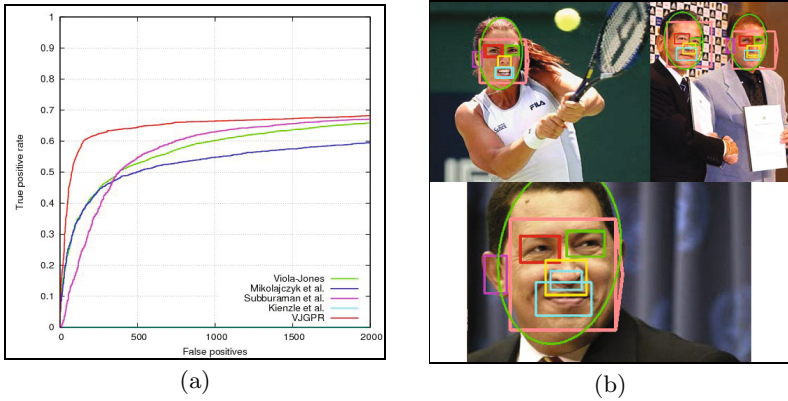 1
0.9
0.8
0.7
0.6
0.5
0.4
0.3
0.2
0.1
0
True positive rate
Viola-Jones
Mikolajczyk et al.
Subburaman et al.
Kienzle et al.
VJGPR
0 500 1000 1500 2000
False positives
(a)
FILA
(b)